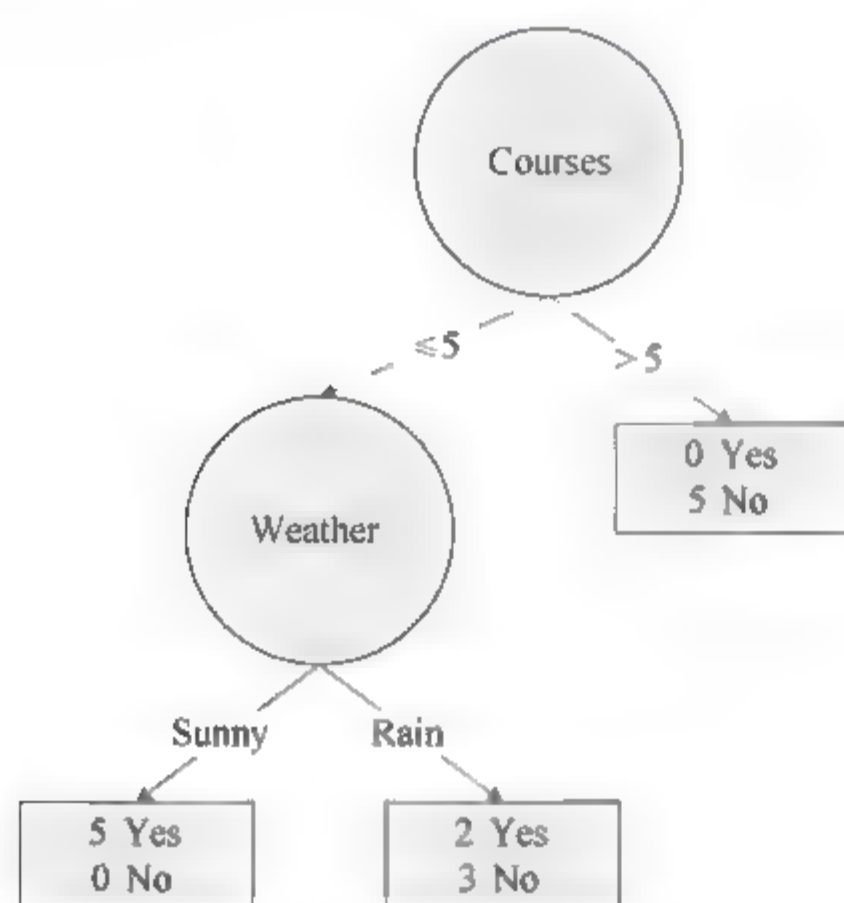 Courses
≤5
>5
0 Yes
5 No
Weather
Sunny
Rain
5 Yes
0 No
2 Yes
3 No